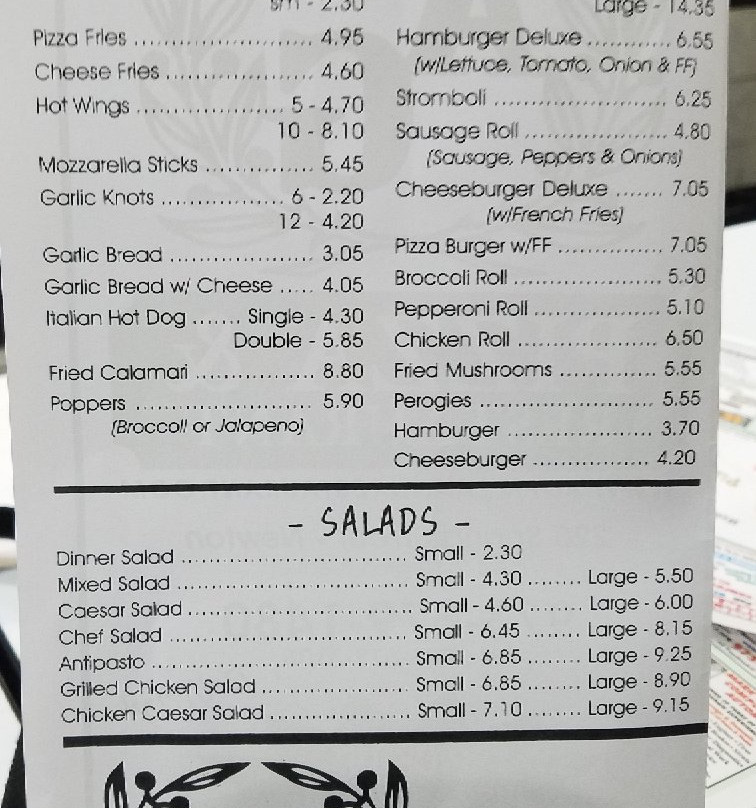 sm - 2.30
Pizza Fries ........................ 4.95
Cheese Fries .................... 4.60
Hot Wings .................... 5 - 4.70
10 - 8.10
Mozzarella Sticks ............... 5.45
Garlic Knots ................. 6 - 2.20
12 - 4.20
Garlic Bread .................... 3.05
Garlic Bread w/ Cheese ..... 4.05
Italian Hot Dog ....... Single - 4.30
Double - 5.85
Fried Calamari ................. 8.80
Poppers ......................... 5.90
(Broccoli or Jalapeno)
Large - 14.35
Hamburger Deluxe ............ 6.55
(w/Lettuce, Tomato, Onion & FF)
Stromboli ......................... 6.25
Sausage Roll .................... 4.80
(Sausage, Peppers & Onions)
Cheeseburger Deluxe ....... 7.05
(w/French Fries)
Pizza Burger w/FF ............... 7.05
Broccoli Roll ..................... 5.30
Pepperoni Roll .................. 5.10
Chicken Roll .................... 6.50
Fried Mushrooms ............. 5.55
Perogies ......................... 5.55
Hamburger ..................... 3.70
Cheeseburger ................. 4.20
- SALADS -
Dinner Salad .................................... Small - 2.30
Mixed Salad ..................................... Small - 4.30 ........ Large - 5.50
Caesar Salad ................................... Small - 4.60 ........ Large - 6.00
Chef Salad ...................................... Small - 6.45 ........ Large - 8.15
Antipasto ........................................ Small - 6.85 ........ Large - 9.25
Grilled Chicken Salad ....................... Small - 6.85 ........ Large - 8.90
Chicken Caesar Salad ...................... Small - 7.10 ........ Large - 9.15